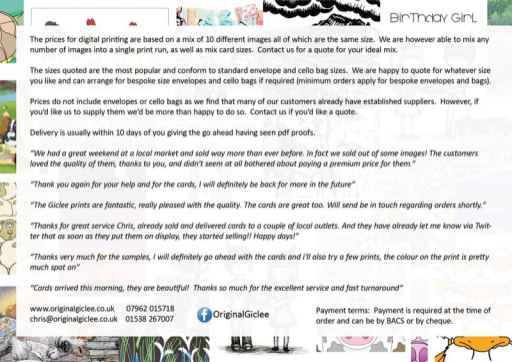 BirThday GirL
The prices for digital printing are based on a mix of 10 different images all of which are the same size.  We are however able to mix any
number of images into a single print run, as well as mix card sizes.  Contact us for a quote for your ideal mix.
The sizes quoted are the most popular and conform to standard envelope and cello bag sizes.  We are happy to quote for whatever size
you like and can arrange for bespoke size envelopes and cello bags if required (minimum orders apply for bespoke envelopes and bags).
Prices do not include envelopes or cello bags as we find that many of our customers already have established suppliers.  However, if
you'd like us to supply them we'd be more than happy to do so.  Contact us if you'd like a quote.
Delivery is usually within 10 days of you giving the go ahead having seen pdf proofs.
"We had a great weekend at a local market and sold way more than ever before. In fact we sold out of some images! The customers
loved the quality of them, thanks to you, and didn't seem at all bothered about paying a premium price for them."
"Thank you again for your help and for the cards, I will definitely be back for more in the future"
"The Giclee prints are fantastic, really pleased with the quality. The cards are great too. Will send be in touch regarding orders shortly."
"Thanks for great service Chris, already sold and delivered cards to a couple of local outlets. And they have already let me know via Twit-
ter that as soon as they put them on display, they started selling!! Happy days!"
"Thanks very much for the samples, I will definitely go ahead with the cards and i'll also try a few prints, the colour on the print is pretty
much spot on"
"Cards arrived this morning, they are beautiful!  Thanks so much for the excellent service and fast turnaround"
www.originalgiclee.co.uk    07962 015718
chris@originalgiclee.co.uk   01538 267007
OriginalGiclee
Payment terms:  Payment is required at the time of
order and can be by BACS or by cheque.